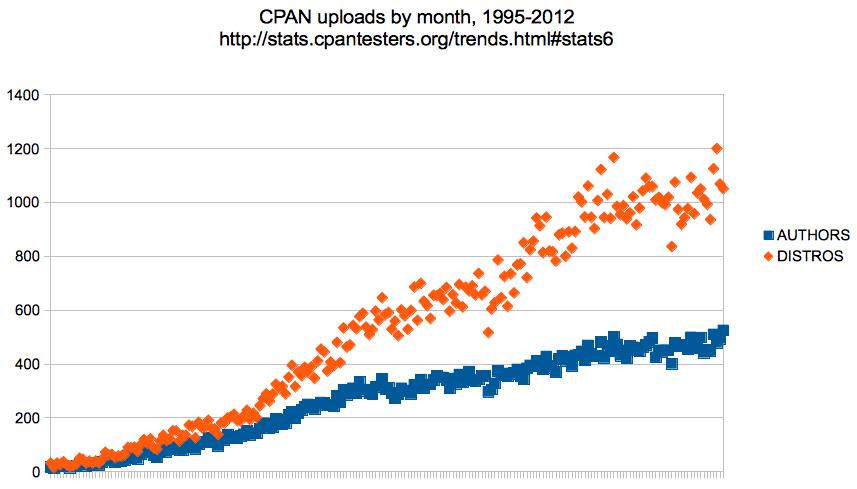 CPAN uploads by month, 1995-2012
http://stats.cpantesters.org/trends.html#stats6
1400
1200
1000
800
600
400
200
0
AUTHORS
DISTROS